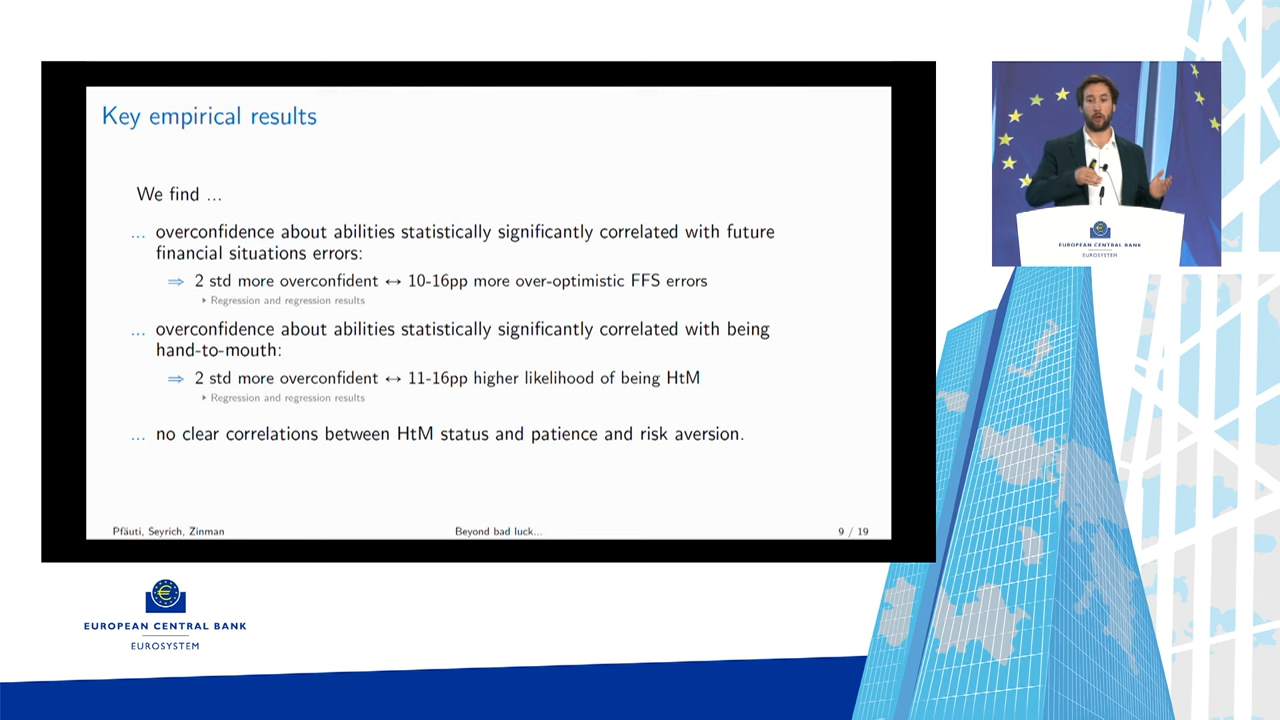 Key empirical results
We find ...
... overconfidence about abilities statistically significantly correlated with future
financial situations errors:
⇒ 2 std more overconfident ↔ 10-16pp more over-optimistic FFS errors
▸ Regression and regression results
... overconfidence about abilities statistically significantly correlated with being
hand-to-mouth:
⇒ 2 std more overconfident ↔ 11-16pp higher likelihood of being HtM
▸ Regression and regression results
... no clear correlations between HtM status and patience and risk aversion.
Pfäuti, Seyrich, Zinman Beyond bad luck... 9 / 19
EUROPEAN CENTRAL BANK
EUROSYSTEM
EUROPEAN CENTRAL BANK
EUROSYSTEM